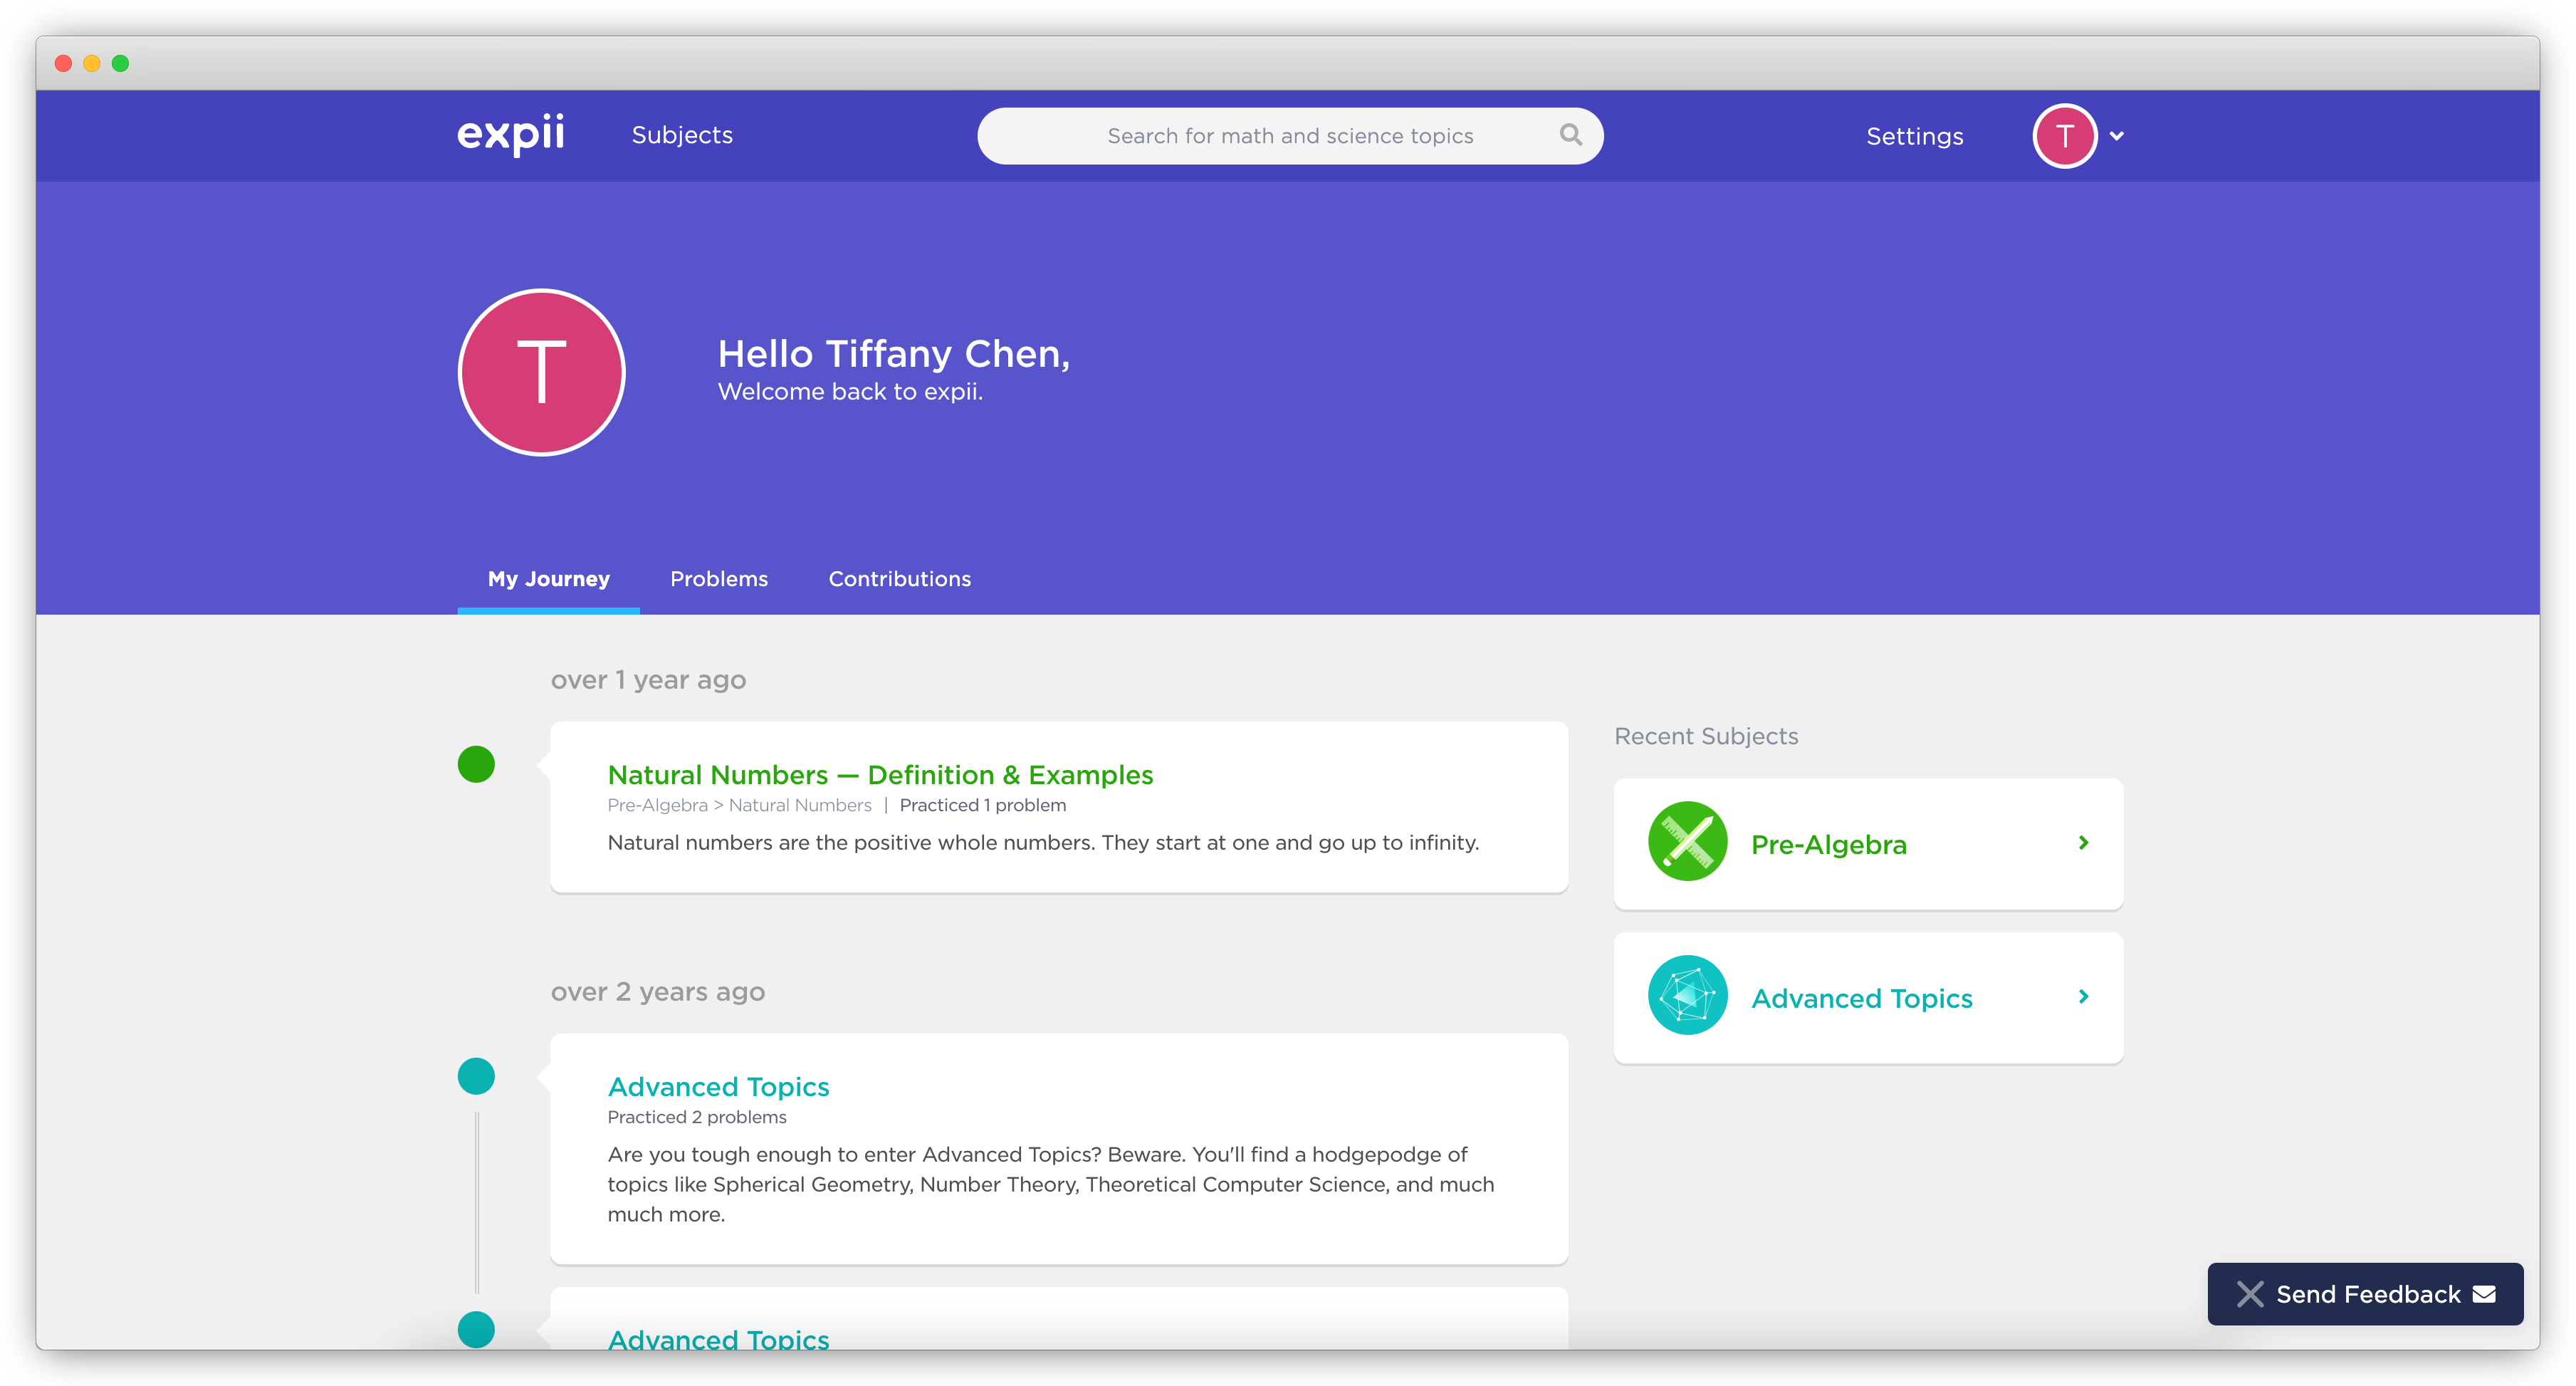 expii
Subjects
Search for math and science topics
Settings
T
T
Hello Tiffany Chen,
Welcome back to expii.
My Journey
Problems
Contributions
over 1 year ago
Natural Numbers — Definition & Examples
Pre-Algebra > Natural Numbers | Practiced 1 problem
Natural numbers are the positive whole numbers. They start at one and go up to infinity.
over 2 years ago
Advanced Topics
Practiced 2 problems
Are you tough enough to enter Advanced Topics? Beware. You'll find a hodgepodge of
topics like Spherical Geometry, Number Theory, Theoretical Computer Science, and much
much more.
Advanced Topics
Recent Subjects
Pre-Algebra
Advanced Topics
Send Feedback